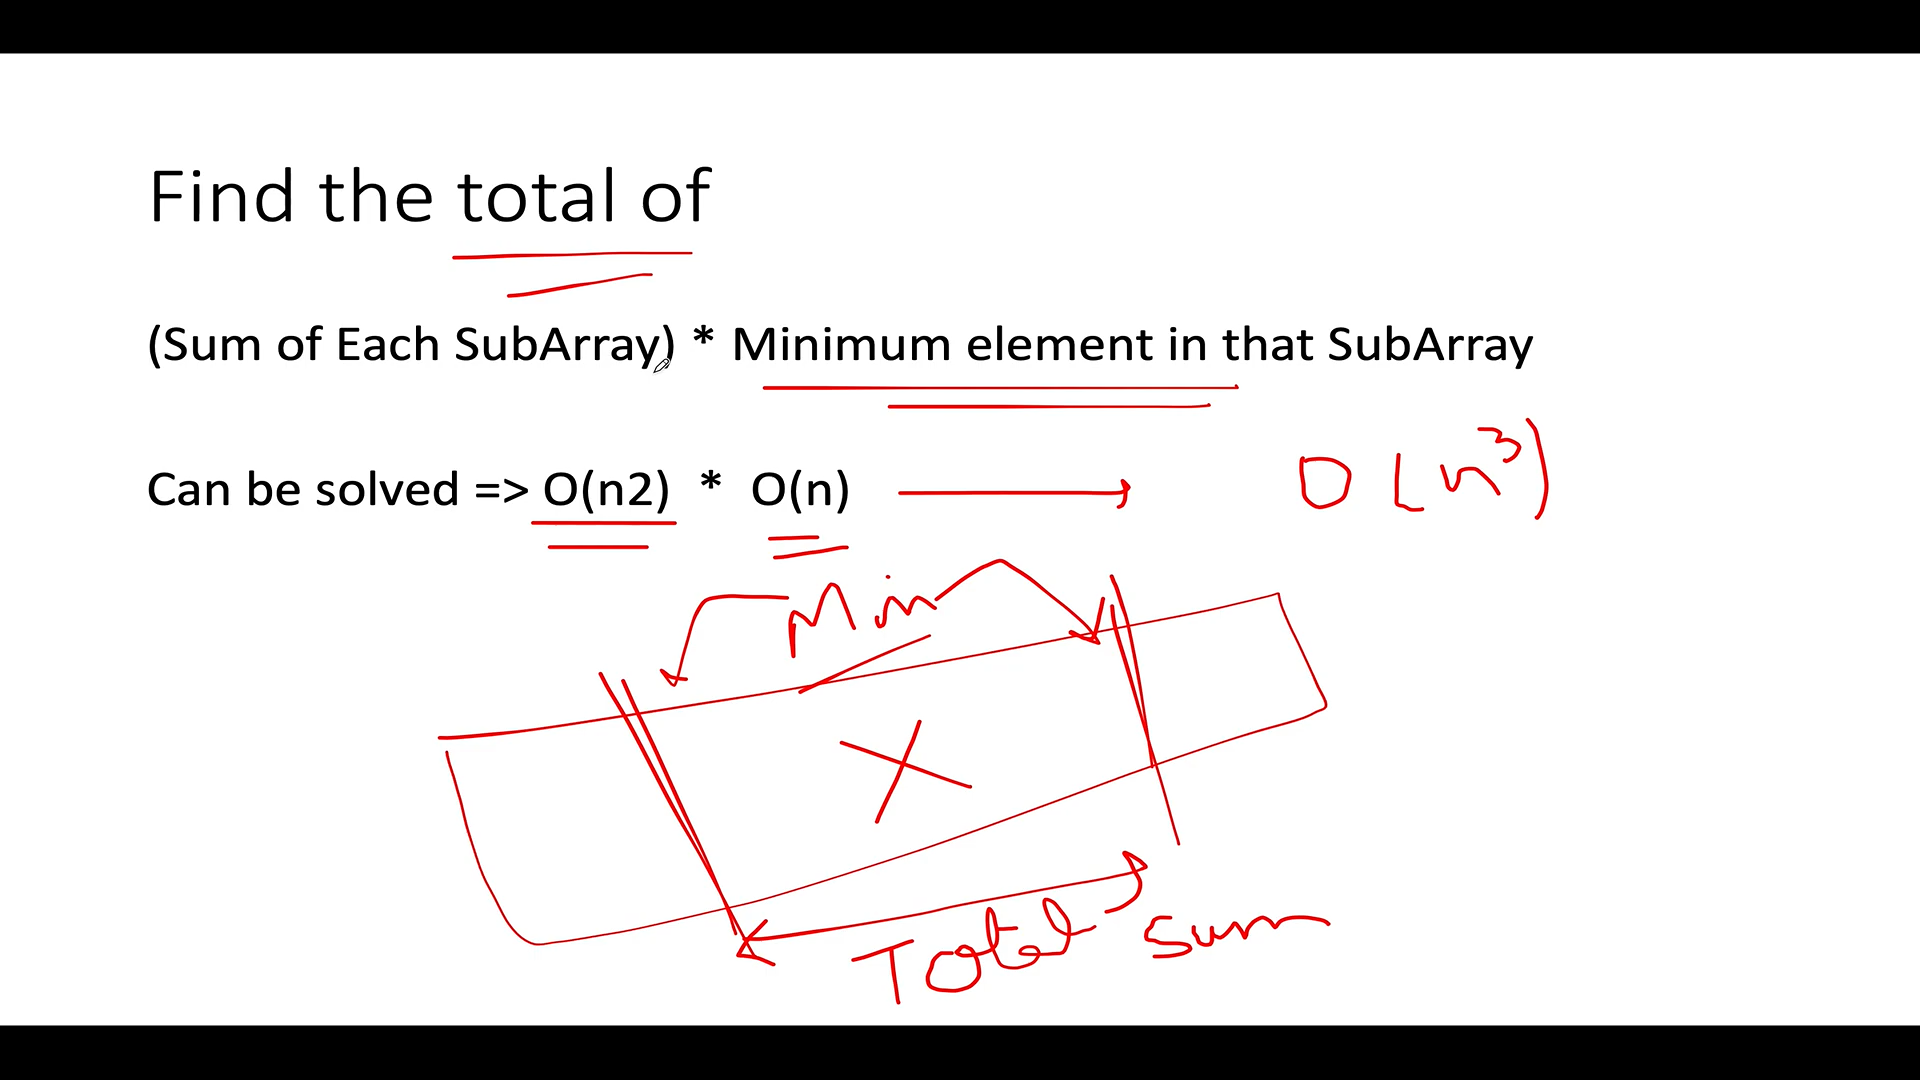 Find the total of
(Sum of Each SubArray) * Minimum element in that SubArray
Can be solved => O(n2) * O(n) O(n³)
Min
X
Total sum